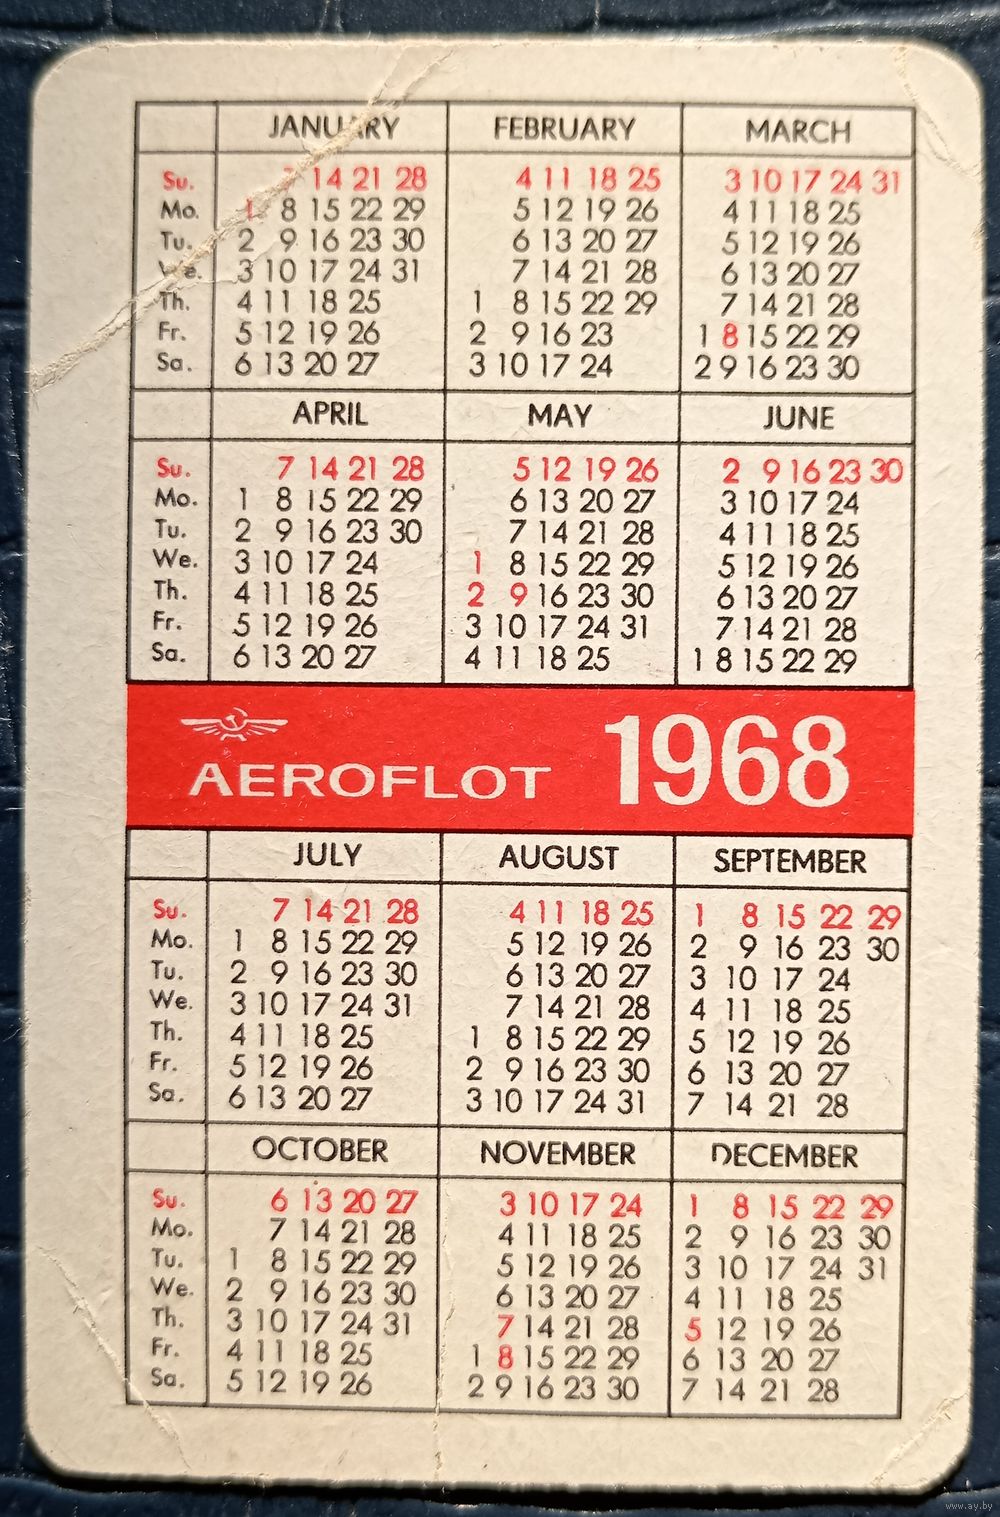 JANUARY FEBRUARY MARCH
Su. 7 14 21 28 4 11 18 25 3 10 17 24 31
Mo. 1 8 15 22 29 5 12 19 26 4 11 18 25
Tu. 2 9 16 23 30 6 13 20 27 5 12 19 26
We. 3 10 17 24 31 7 14 21 28 6 13 20 27
Th. 4 11 18 25 1 8 15 22 29 7 14 21 28
Fr. 5 12 19 26 2 9 16 23 1 8 15 22 29
Sa. 6 13 20 27 3 10 17 24 2 9 16 23 30
APRIL MAY JUNE
Su. 7 14 21 28 5 12 19 26 2 9 16 23 30
Mo. 1 8 15 22 29 6 13 20 27 3 10 17 24
Tu. 2 9 16 23 30 7 14 21 28 4 11 18 25
We. 3 10 17 24 1 8 15 22 29 5 12 19 26
Th. 4 11 18 25 2 9 16 23 30 6 13 20 27
Fr. 5 12 19 26 3 10 17 24 31 7 14 21 28
Sa. 6 13 20 27 4 11 18 25 1 8 15 22 29
AEROFLOT 1968
JULY AUGUST SEPTEMBER
Su. 7 14 21 28 4 11 18 25 1 8 15 22 29
Mo. 1 8 15 22 29 5 12 19 26 2 9 16 23 30
Tu. 2 9 16 23 30 6 13 20 27 3 10 17 24
We. 3 10 17 24 31 7 14 21 28 4 11 18 25
Th. 4 11 18 25 1 8 15 22 29 5 12 19 26
Fr. 5 12 19 26 2 9 16 23 30 6 13 20 27
Sa. 6 13 20 27 3 10 17 24 31 7 14 21 28
OCTOBER NOVEMBER DECEMBER
Su. 6 13 20 27 3 10 17 24 1 8 15 22 29
Mo. 7 14 21 28 4 11 18 25 2 9 16 23 30
Tu. 1 8 15 22 29 5 12 19 26 3 10 17 24 31
We. 2 9 16 23 30 6 13 20 27 4 11 18 25
Th. 3 10 17 24 31 7 14 21 28 5 12 19 26
Fr. 4 11 18 25 1 8 15 22 29 6 13 20 27
Sa. 5 12 19 26 2 9 16 23 30 7 14 21 28
www.ay.by